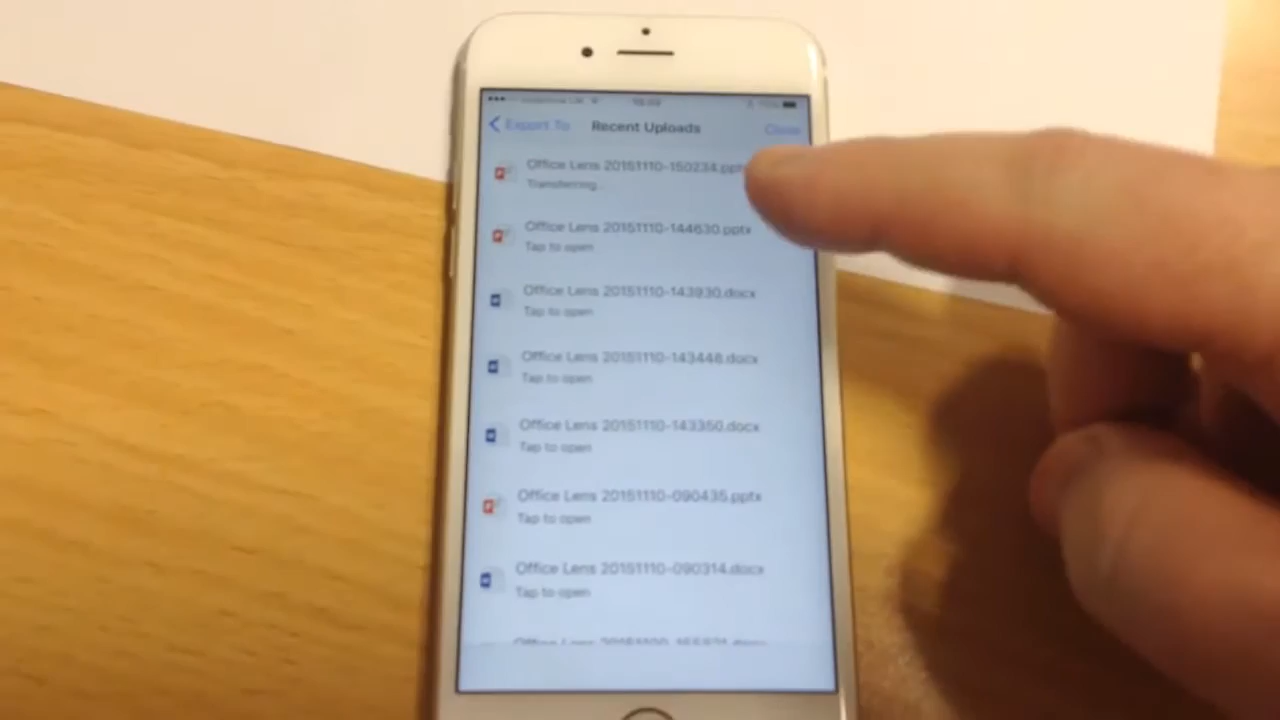 Export To Recent Uploads Close
Office Lens 20151110-150234.pptx
Transferring...
Office Lens 20151110-144630.pptx
Tap to open
Office Lens 20151110-143930.docx
Tap to open
Office Lens 20151110-143448.docx
Tap to open
Office Lens 20151110-143350.docx
Tap to open
Office Lens 20151110-090435.pptx
Tap to open
Office Lens 20151110-090314.docx
Tap to open
Office Lens